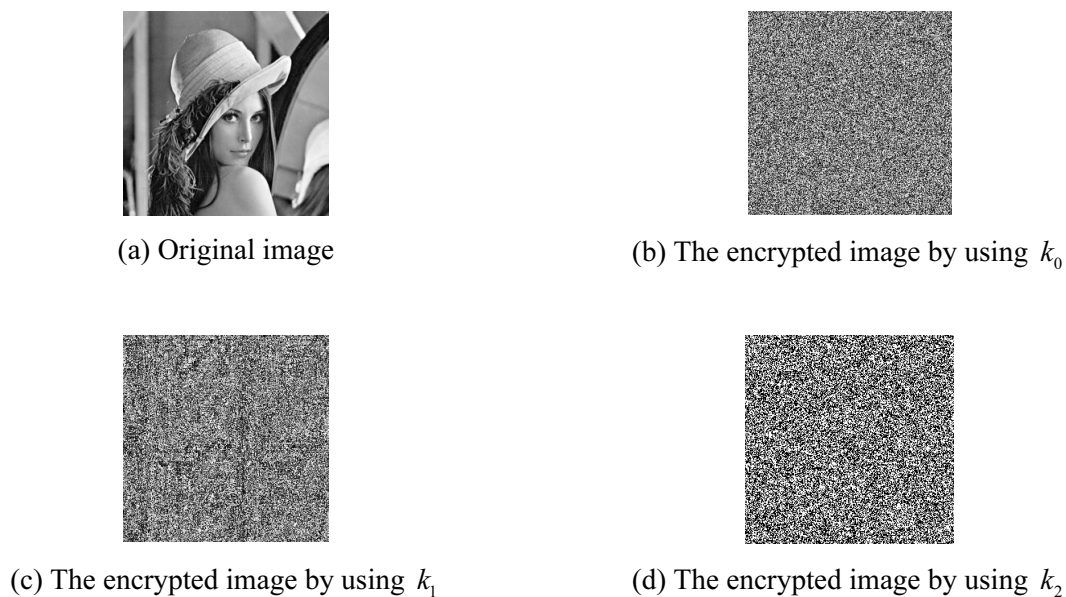 (a) Original image
(b) The encrypted image by using k₀
(c) The encrypted image by using k₁
(d) The encrypted image by using k₂